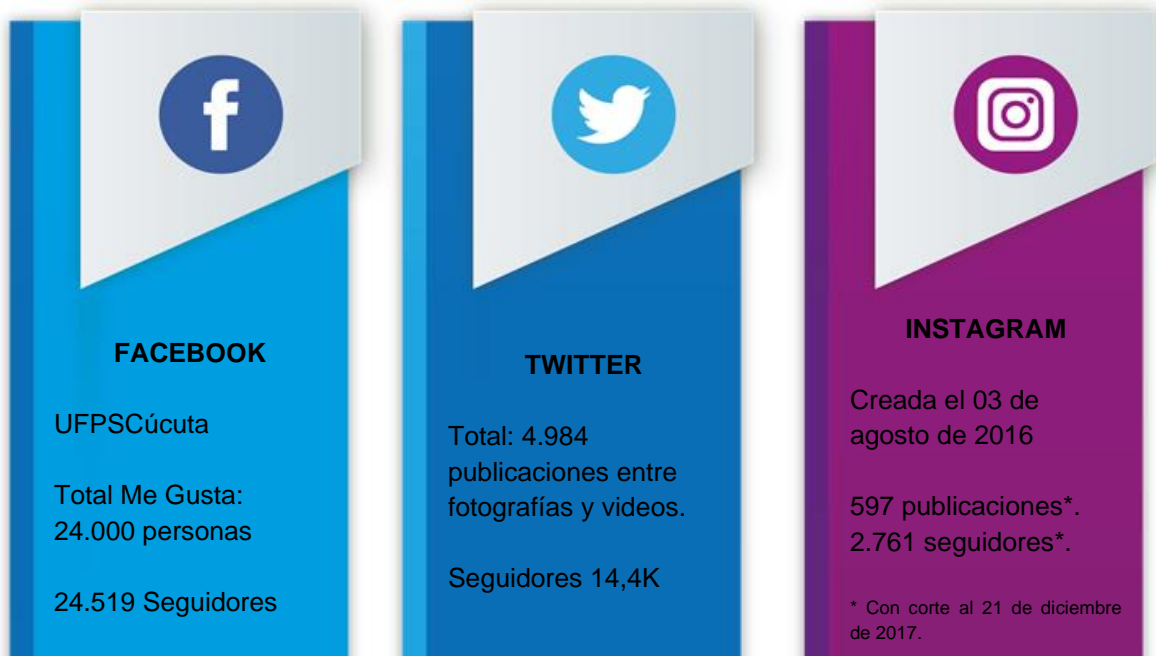 FACEBOOK
UFPSCúcuta
Total Me Gusta:
24.000 personas
24.519 Seguidores
TWITTER
Total: 4.984
publicaciones entre
fotografías y videos.
Seguidores 14,4K
INSTAGRAM
Creada el 03 de
agosto de 2016
597 publicaciones*.
2.761 seguidores*.
* Con corte al 21 de diciembre
de 2017.